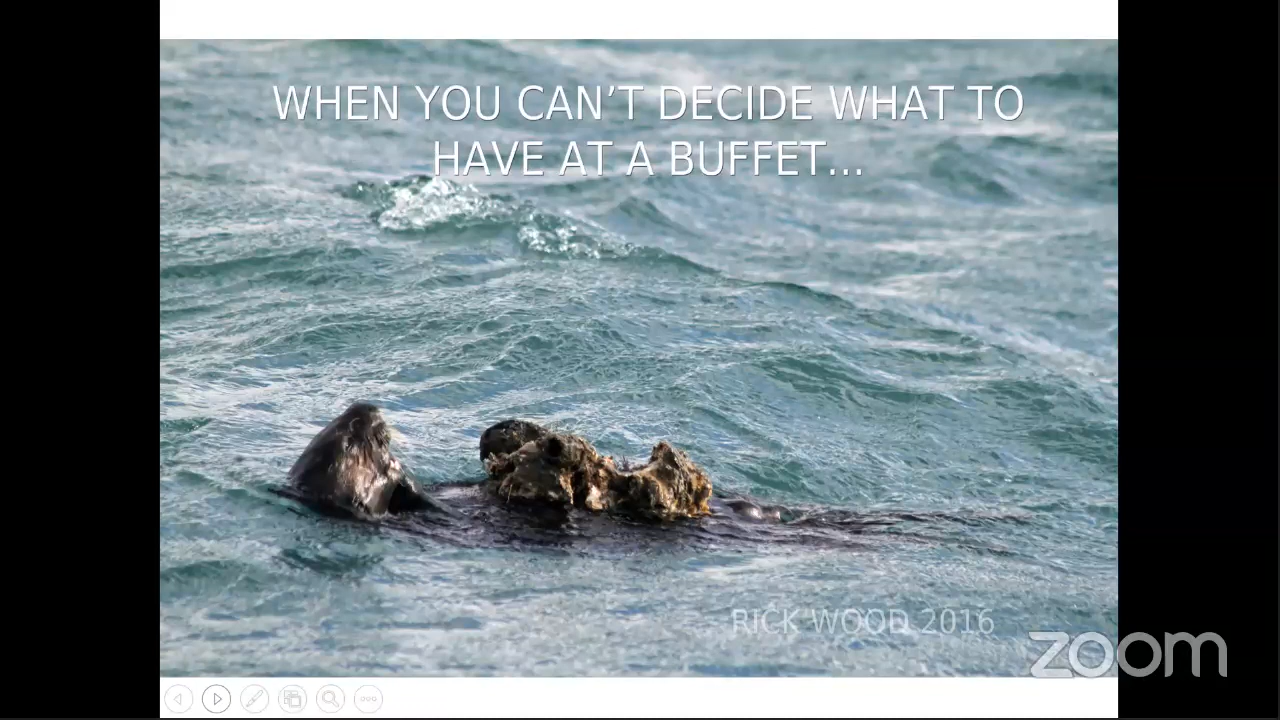 WHEN YOU CAN’T DECIDE WHAT TO
HAVE AT A BUFFET...
RICK WOOD 2016
zoom